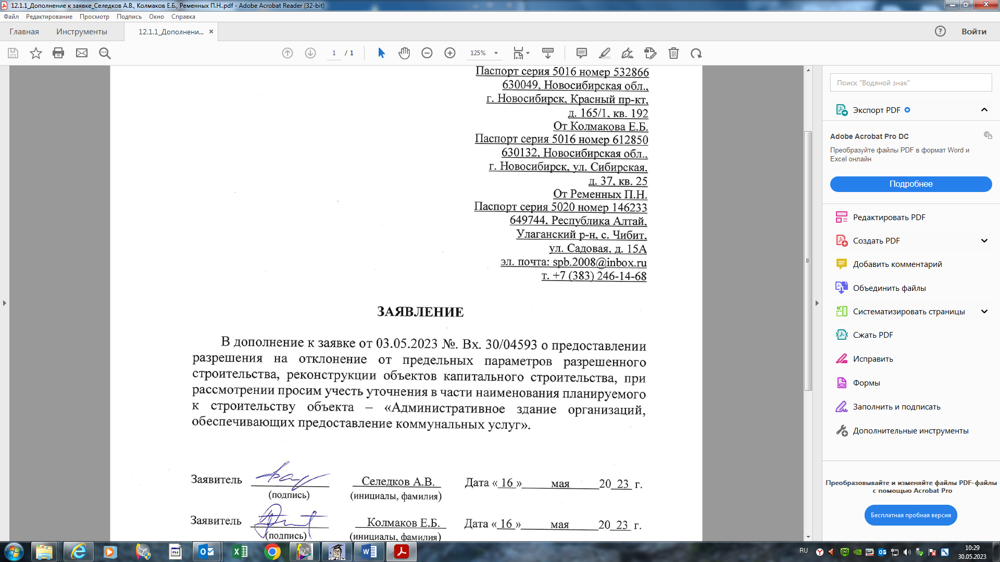 12.1.1_Дополнение к заявке_Селедков А.В., Колмаков Е.Б., Ременных П.Н..pdf - Adobe Acrobat Reader (32-bit)
Файл Редактирование Просмотр Подпись Окно Справка
Главная Инструменты 12.1.1_Дополнени... × Войти
1 / 1 125%
Паспорт серия 5016 номер 532866
630049, Новосибирская обл.,
г. Новосибирск, Красный пр-кт,
д. 165/1, кв. 192
От Колмакова Е.Б.
Паспорт серия 5016 номер 612850
630132, Новосибирская обл.,
г. Новосибирск, ул. Сибирская,
д. 37, кв. 25
От Ременных П.Н.
Паспорт серия 5020 номер 146233
649744, Республика Алтай,
Улаганский р-н, с. Чибит,
ул. Садовая, д. 15А
эл. почта: spb.2008@inbox.ru
т. +7 (383) 246-14-68
ЗАЯВЛЕНИЕ
В дополнение к заявке от 03.05.2023 №. Вх. 30/04593 о предоставлении
разрешения на отклонение от предельных параметров разрешенного
строительства, реконструкции объектов капитального строительства, при
рассмотрении просим учесть уточнения в части наименования планируемого
к строительству объекта – «Административное здание организаций,
обеспечивающих предоставление коммунальных услуг».
Заявитель Селедков А.В. Дата « 16 » мая 20 23 г.
(подпись) (инициалы, фамилия)
Заявитель Колмаков Е.Б. Дата « 16 » мая 20 23 г.
(подпись) (инициалы, фамилия)
Поиск "Водяной знак"
Экспорт PDF
Adobe Acrobat Pro DC
Преобразуйте файлы PDF в формат Word и
Excel онлайн
Подробнее
Редактировать PDF
Создать PDF
Добавить комментарий
Объединить файлы
Систематизировать страницы
Сжать PDF
Исправить
Формы
Заполнить и подписать
Дополнительные инструменты
Преобразовывайте и изменяйте файлы PDF-файлы
с помощью Acrobat Pro
Бесплатная пробная версия
RU 10:29
30.05.2023